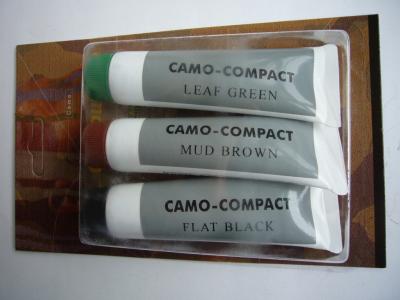 CAMO-COMPACT
LEAF GREEN
CAMO-COMPACT
MUD BROWN
CAMO-COMPACT
FLAT BLACK